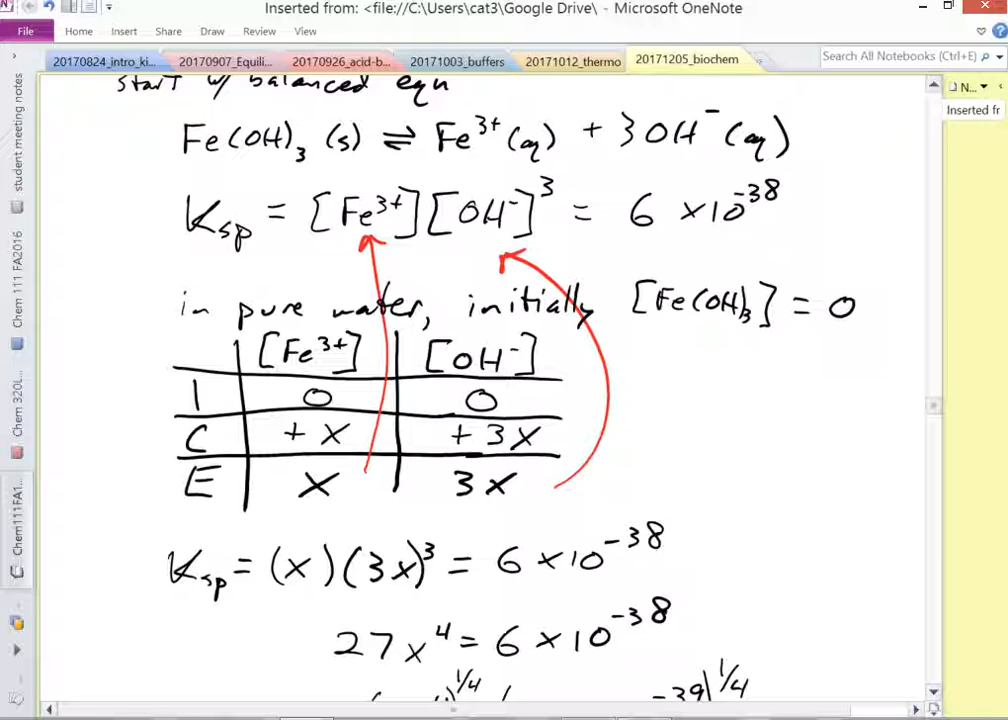 Inserted from: <file://C:\Users\cat3\Google Drive\ - Microsoft OneNote
File Home Insert Share Draw Review View
20170824_intro_ki... 20170907_Equili... 20170926_acid-b... 20171003_buffers 20171012_thermo 20171205_biochem Search All Notebooks (Ctrl+E)
N...
Inserted fr
student meeting notes
Chem 111 FA2016
Chem 320L
Chem111FA1
start w/ balanced eqn
Fe(OH)₃ (s) ⇌ Fe³⁺ (aq) + 3OH⁻ (aq)
Ksp = [Fe³⁺][OH⁻]³ = 6 ×10⁻³⁸
in pure water, initially [Fe(OH)₃] = 0
[Fe³⁺] [OH⁻]
I 0 0
C + x + 3x
E x 3x
Ksp = (x)(3x)³ = 6 ×10⁻³⁸
27x⁴ = 6 ×10⁻³⁸